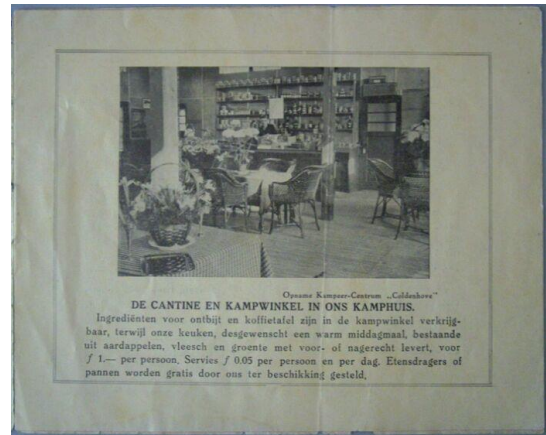 Opname Kampeer-Centrum „Coldenhove"
DE CANTINE EN KAMPWINKEL IN ONS KAMPHUIS.
Ingrediënten voor ontbijt en koffietafel zijn in de kampwinkel verkrijg-
baar, terwijl onze keuken, desgewenscht een warm middagmaal, bestaande
uit aardappelen, vleesch en groente met voor- of nagerecht levert, voor
ƒ 1.— per persoon. Servies ƒ 0.05 per persoon en per dag. Etensdragers of
pannen worden gratis door ons ter beschikking gesteld.